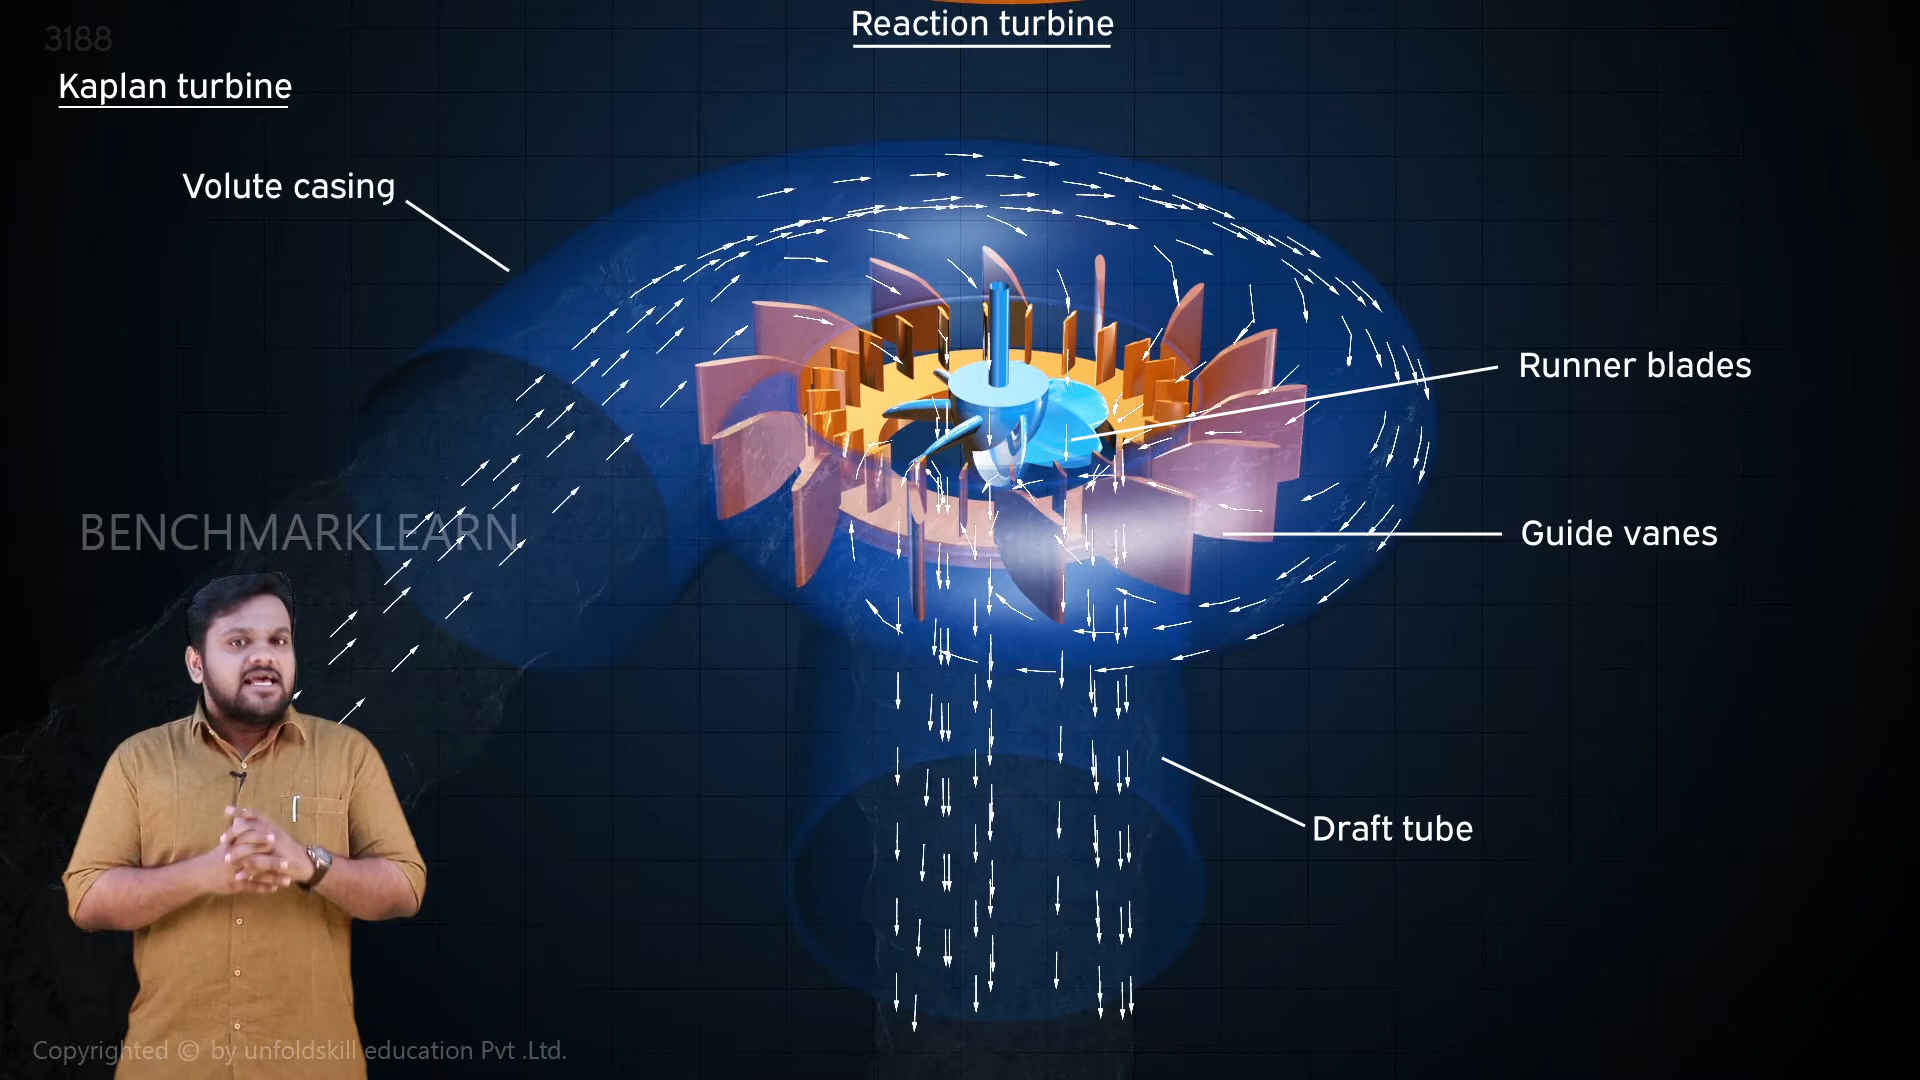 3188
Reaction turbine
Kaplan turbine
Volute casing
Runner blades
BENCHMARKLEARN
Guide vanes
Draft tube
Copyrighted © by unfoldskill education Pvt .Ltd.